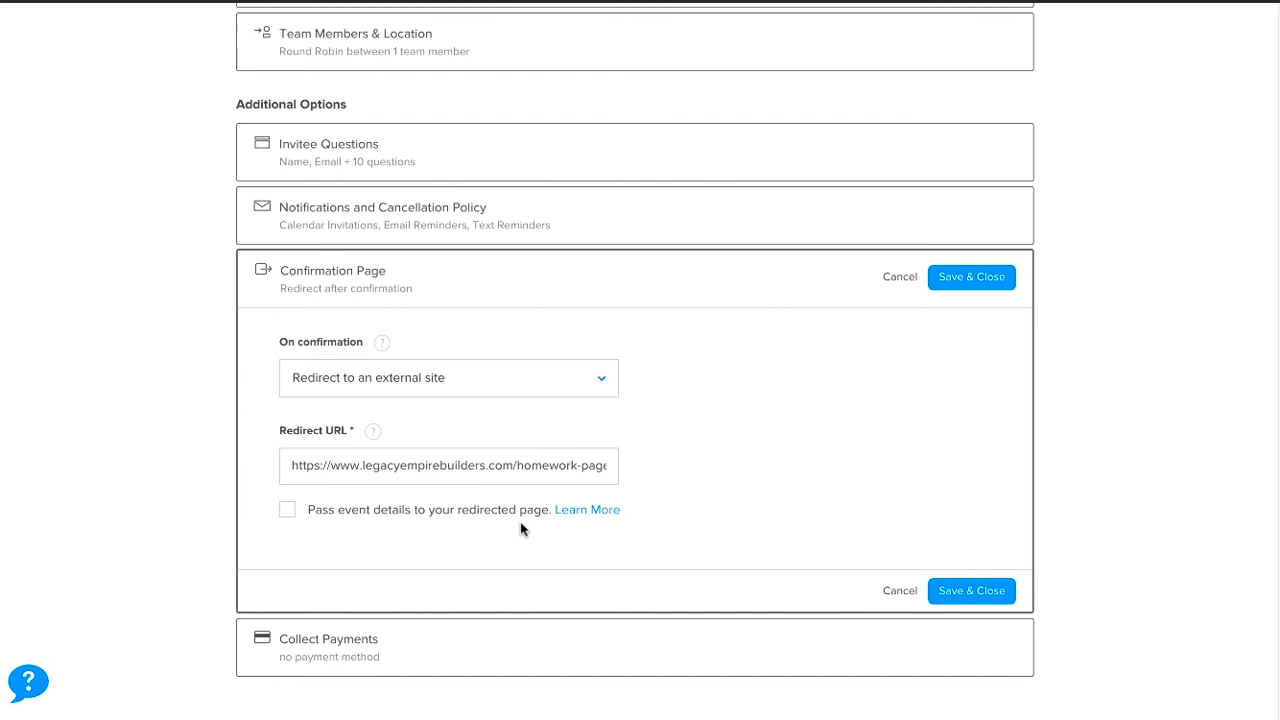 Team Members & Location
Round Robin between 1 team member
Additional Options
Invitee Questions
Name, Email + 10 questions
Notifications and Cancellation Policy
Calendar Invitations, Email Reminders, Text Reminders
Confirmation Page
Redirect after confirmation
Cancel
Save & Close
On confirmation ?
Redirect to an external site
Redirect URL * ?
https://www.legacyempirebuilders.com/homework-page
Pass event details to your redirected page. Learn More
Cancel
Save & Close
Collect Payments
no payment method
?